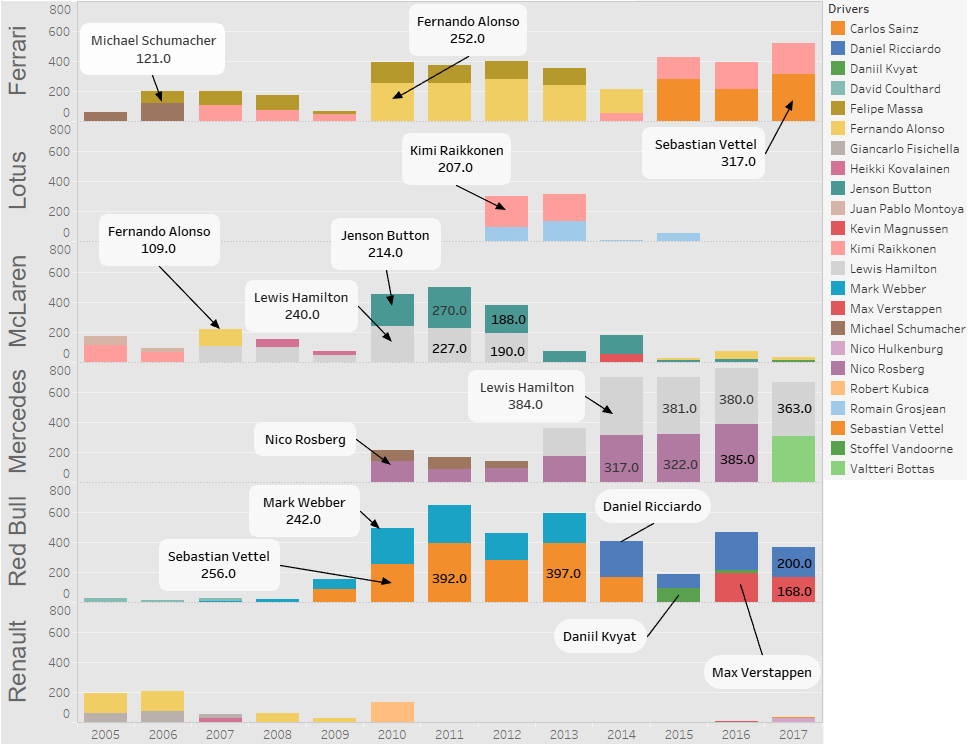 Ferrari
800
600
400
200
0
Michael Schumacher
121.0
Fernando Alonso
252.0
Sebastian Vettel
317.0
Lotus
800
600
400
200
0
Kimi Raikkonen
207.0
McLaren
800
600
400
200
0
Fernando Alonso
109.0
Lewis Hamilton
240.0
Jenson Button
214.0
270.0
227.0
188.0
190.0
Mercedes
800
600
400
200
0
Nico Rosberg
Lewis Hamilton
384.0
317.0
381.0
322.0
380.0
385.0
363.0
Red Bull
800
600
400
200
0
Sebastian Vettel
256.0
Mark Webber
242.0
392.0
397.0
Daniel Ricciardo
Daniil Kvyat
Max Verstappen
200.0
168.0
Renault
800
600
400
200
0
2005 2006 2007 2008 2009 2010 2011 2012 2013 2014 2015 2016 2017
Drivers
Carlos Sainz
Daniel Ricciardo
Daniil Kvyat
David Coulthard
Felipe Massa
Fernando Alonso
Giancarlo Fisichella
Heikki Kovalainen
Jenson Button
Juan Pablo Montoya
Kevin Magnussen
Kimi Raikkonen
Lewis Hamilton
Mark Webber
Max Verstappen
Michael Schumacher
Nico Hulkenburg
Nico Rosberg
Robert Kubica
Romain Grosjean
Sebastian Vettel
Stoffel Vandoorne
Valtteri Bottas